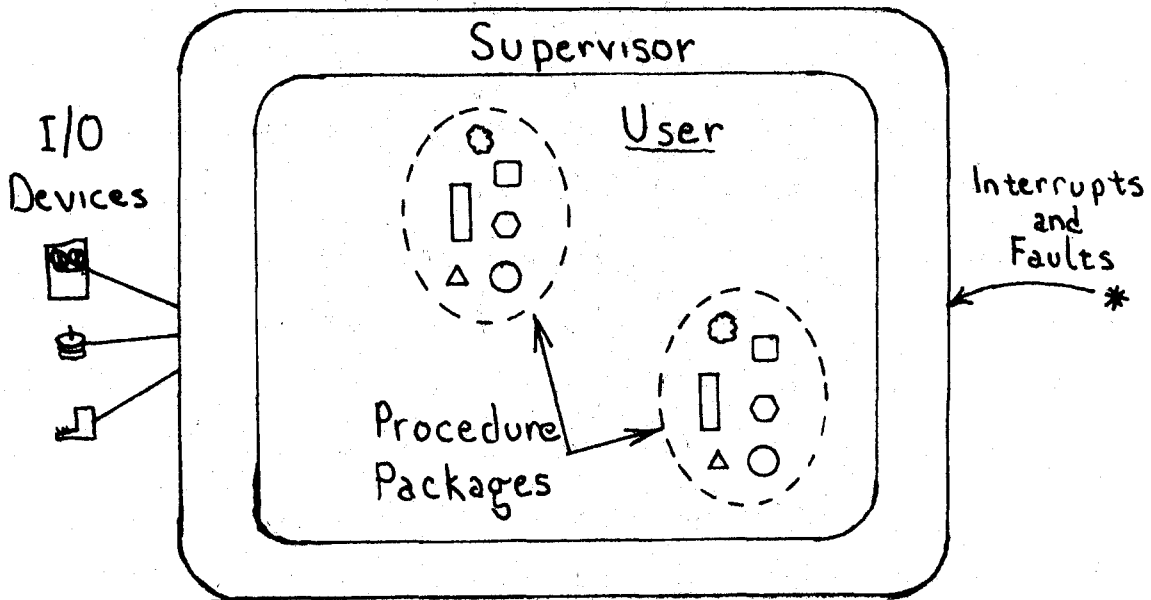 Supervisor
User
I/O
Devices
Interrupts
and
Faults
Procedure
Packages